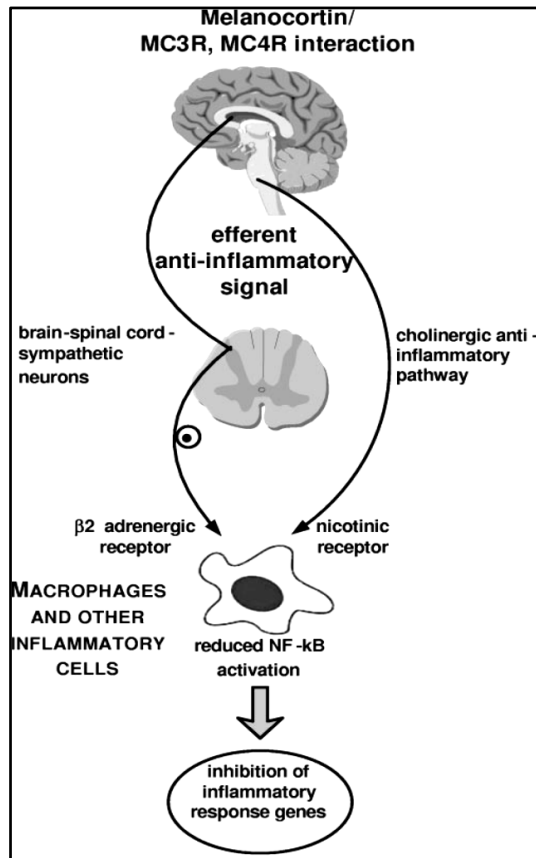 Melanocortin/
MC3R, MC4R interaction
efferent
anti-inflammatory
signal
brain-spinal cord -
sympathetic
neurons
cholinergic anti -
inflammatory
pathway
β2 adrenergic
receptor
nicotinic
receptor
MACROPHAGES
AND OTHER
INFLAMMATORY
CELLS
reduced NF -kB
activation
inhibition of
inflammatory
response genes